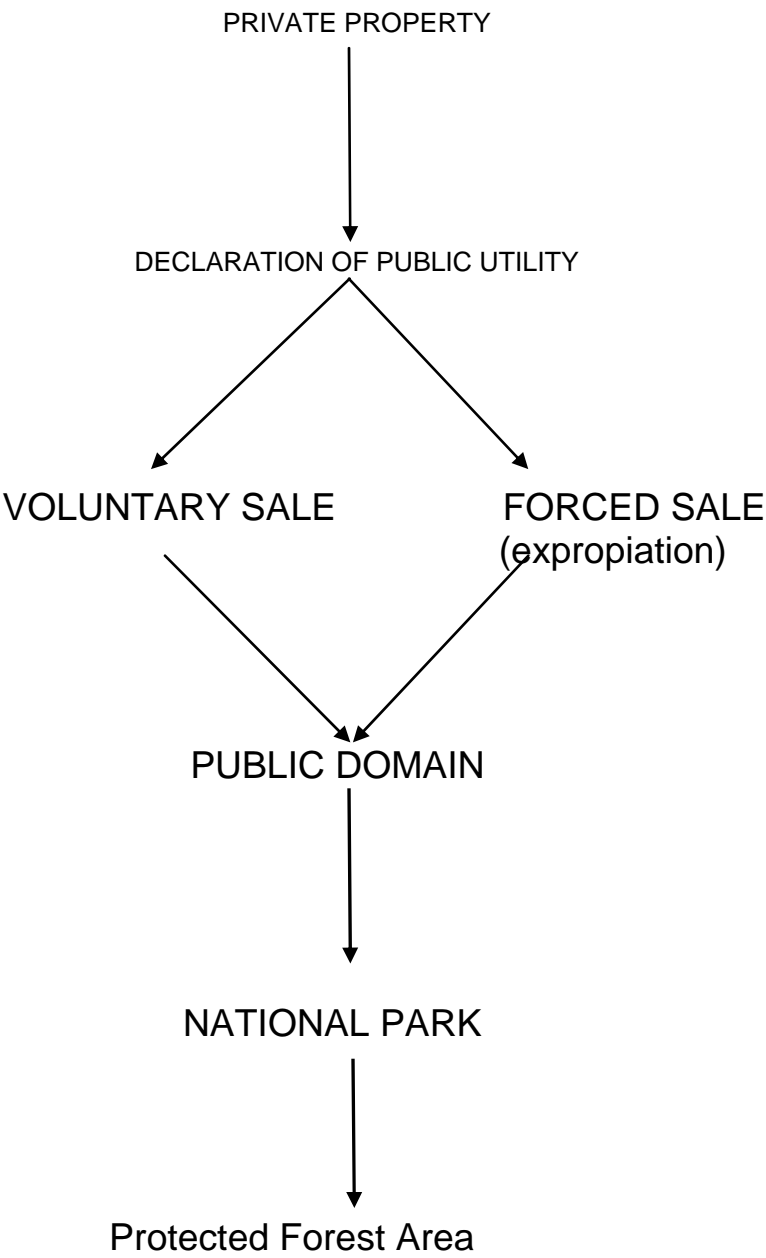 PRIVATE PROPERTY
DECLARATION OF PUBLIC UTILITY
VOLUNTARY SALE
FORCED SALE
(expropiation)
PUBLIC DOMAIN
NATIONAL PARK
Protected Forest Area